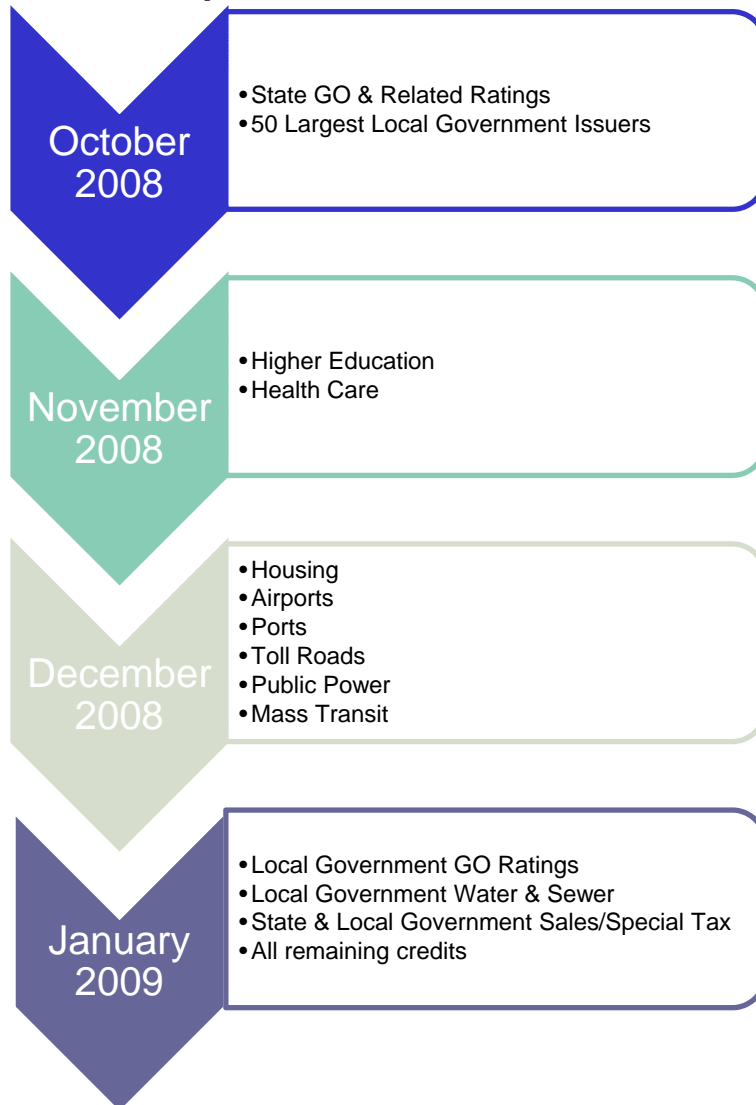 October
2008
• State GO & Related Ratings
• 50 Largest Local Government Issuers
November
2008
• Higher Education
• Health Care
December
2008
• Housing
• Airports
• Ports
• Toll Roads
• Public Power
• Mass Transit
January
2009
• Local Government GO Ratings
• Local Government Water & Sewer
• State & Local Government Sales/Special Tax
• All remaining credits